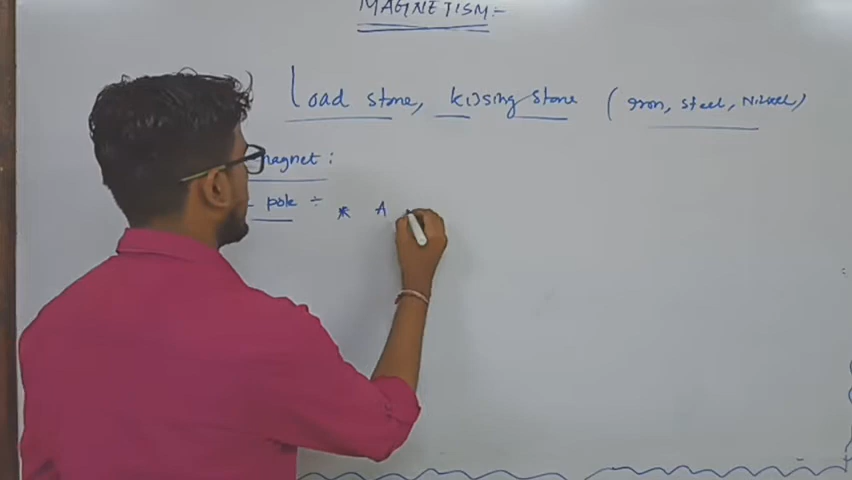 MAGNETISM :-
Load stone, kissing stone (Iron, Steel, Nickel)
magnet :
pole ÷ * A